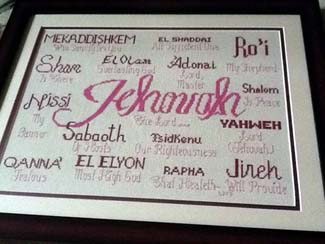 MEKADDISHKEM
Who Sanctifies You
EL SHADDAI
All Sufficient One
Ro'i
My Shepherd
Sham
Is There
El Olam
Everlasting God
Adonai
Lord,
Master
Shalom
Is Peace
Nissi
My
Banner
Jehovah
The Lord
YAHWEH
Lord
(Jehovah)
Sabaoth
Of Hosts
Tsidkenu
Our Righteousness
QANNA'
Jealous
EL ELYON
Most High God
RAPHA
That Healeth
Jireh
Will Provide